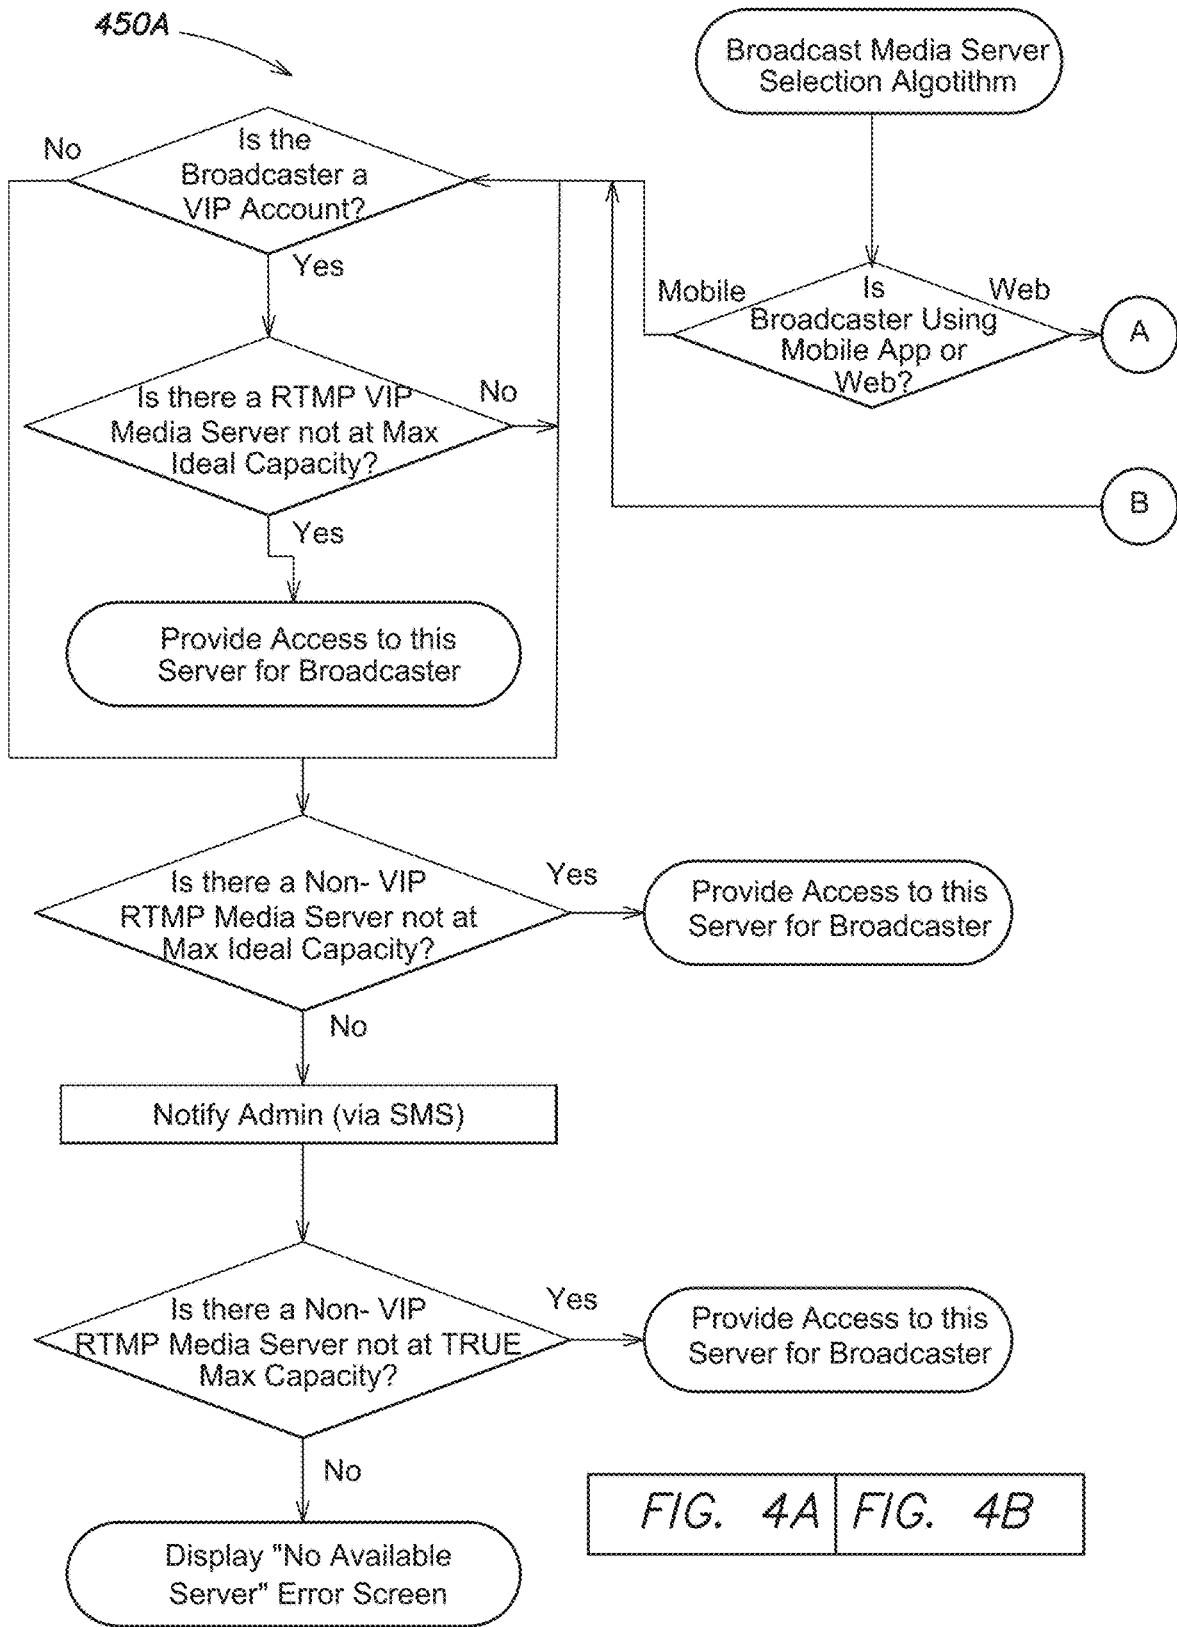 450A
Broadcast Media Server
Selection Algotithm
Is the
Broadcaster a
VIP Account?
No
Yes
Mobile
Is
Broadcaster Using
Mobile App or
Web?
Web
A
Is there a RTMP VIP
Media Server not at Max
Ideal Capacity?
No
Yes
B
Provide Access to this
Server for Broadcaster
Is there a Non- VIP
RTMP Media Server not at
Max Ideal Capacity?
Yes
Provide Access to this
Server for Broadcaster
No
Notify Admin (via SMS)
Is there a Non- VIP
RTMP Media Server not at TRUE
Max Capacity?
Yes
Provide Access to this
Server for Broadcaster
No
Display "No Available
Server" Error Screen
FIG. 4A
FIG. 4B